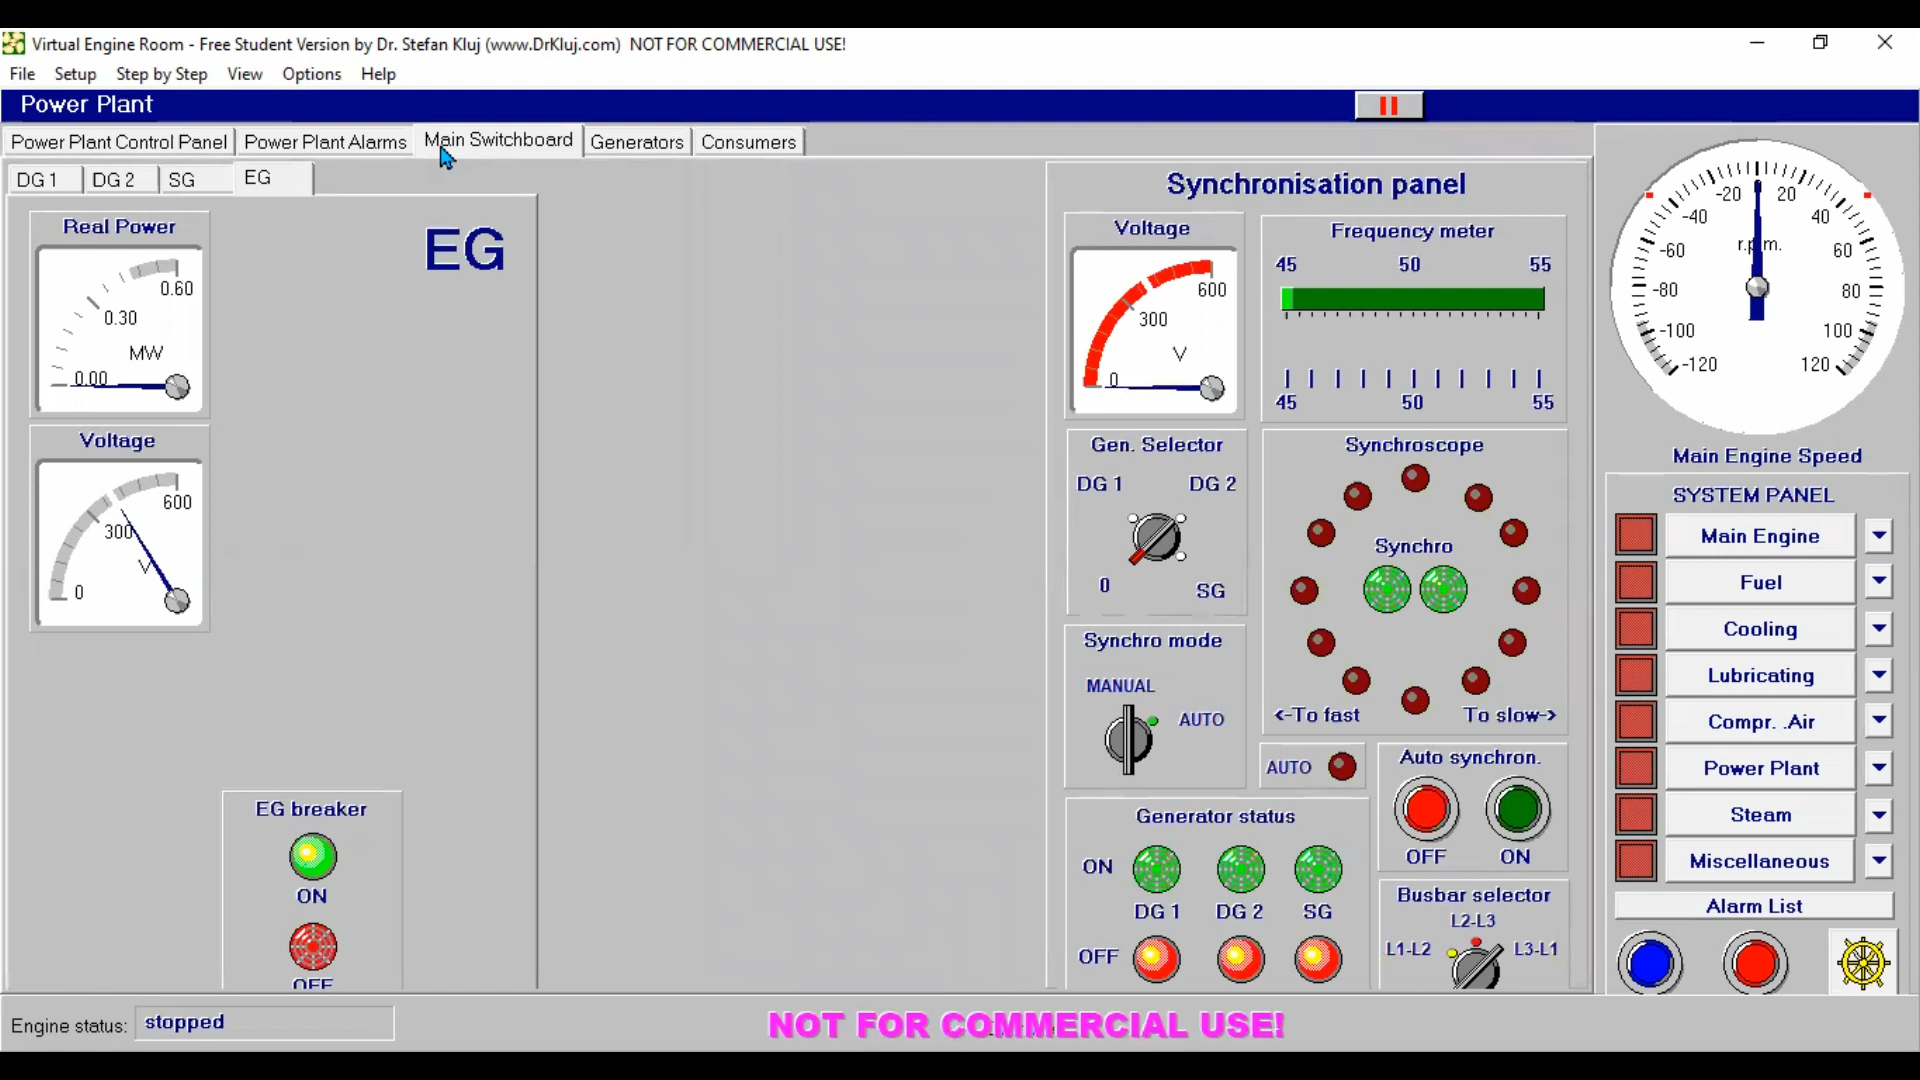 Virtual Engine Room - Free Student Version by Dr. Stefan Kluj (www.DrKluj.com)  NOT FOR COMMERCIAL USE!
File Setup Step by Step View Options Help
Power Plant
Power Plant Control Panel Power Plant Alarms Main Switchboard Generators Consumers
DG 1 DG 2 SG EG
EG
Real Power
0.60
0.30
MW
0.00
Voltage
600
300
V
0
EG breaker
ON
OFF
Synchronisation panel
Voltage
600
300
V
0
Frequency meter
45 50 55
45 50 55
Gen. Selector
DG 1 DG 2
0 SG
Synchroscope
Synchro
<-To fast To slow->
Synchro mode
MANUAL
AUTO
AUTO
Auto synchron.
OFF ON
Generator status
ON
DG 1 DG 2 SG
OFF
Busbar selector
L2-L3
L1-L2 L3-L1
-20 20
-40 40
r.p.m.
-60 60
-80 80
-100 100
-120 120
Main Engine Speed
SYSTEM PANEL
Main Engine
Fuel
Cooling
Lubricating
Compr. .Air
Power Plant
Steam
Miscellaneous
Alarm List
Engine status: stopped
NOT FOR COMMERCIAL USE!